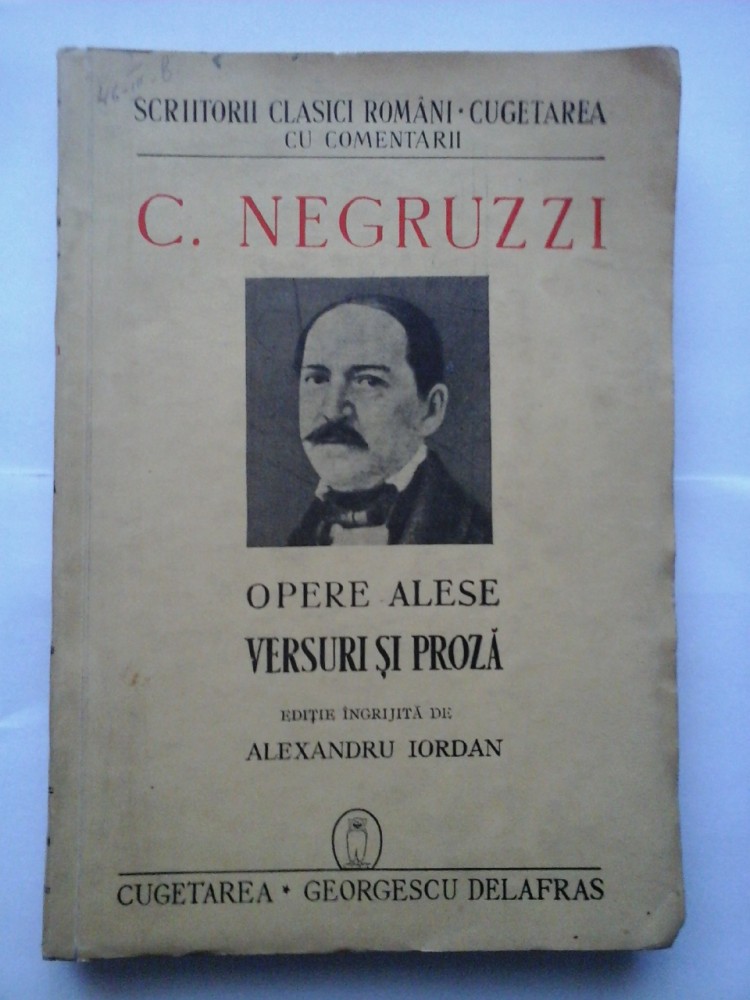 SCRIITORII CLASICI ROMÂNI · CUGETAREA
CU COMENTARII
C. NEGRUZZI
OPERE ALESE
VERSURI ȘI PROZĂ
EDIȚIE ÎNGRIJITĂ DE
ALEXANDRU IORDAN
CUGETAREA * GEORGESCU DELAFRAS